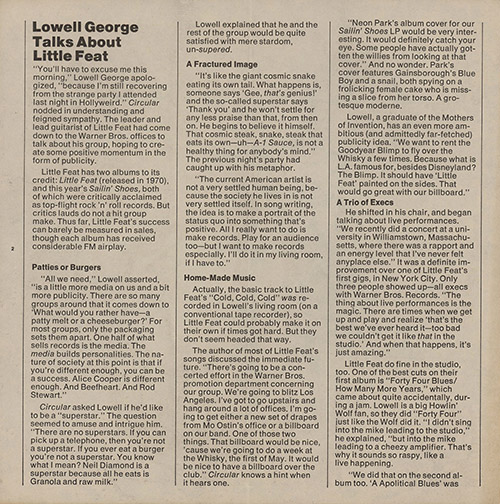 Lowell George
Talks About
Little Feat
"You'll have to excuse me this
morning," Lowell George apolo-
gized, "because I'm still recovering
from the strange party I attended
last night in Hollyweird." Circular
nodded in understanding and
feigned sympathy. The leader and
lead guitarist of Little Feat had come
down to the Warner Bros. offices to
talk about his group, hoping to cre-
ate some positive momentum in the
form of publicity.
Little Feat has two albums to its
credit: Little Feat (released in 1970),
and this year's Sailin' Shoes, both
of which were critically acclaimed
as top-flight rock 'n' roll records. But
critics lauds do not a hit group
make. Thus far, Little Feat's success
can barely be measured in sales,
though each album has received
considerable FM airplay.
2
Patties or Burgers
"All we need," Lowell asserted,
"is a little more media on us and a bit
more publicity. There are so many
groups around that it comes down to
'What would you rather have—a
patty melt or a cheeseburger?' For
most groups, only the packaging
sets them apart. One half of what
sells records is the media: The
media builds personalities. The na-
ture of society at this point is that if
you're different enough, you can be
a success. Alice Cooper is different
enough. And Beefheart. And Rod
Stewart."
Circular asked Lowell if he'd like
to be a "superstar." The question
seemed to amuse and intrigue him.
"There are no superstars. If you can
pick up a telephone, then you're not
a superstar. If you ever eat a burger
you're not a superstar. You know
what I mean? Neil Diamond is a
superstar because all he eats is
Granola and raw milk."
Lowell explained that he and the
rest of the group would be quite
satisfied with mere stardom,
un-supered.
A Fractured Image
"It's like the giant cosmic snake
eating its own tail. What happens is,
someone says 'Gee, that's genius!'
and the so-called superstar says
'Thank you' and he won't settle for
any less praise than that, from then
on. He begins to believe it himself.
That cosmic steak, snake, steak that
eats its own—uh—A-1 Sauce, is not a
healthy thing for anybody's mind."
The previous night's party had
caught up with his metaphor.
"The current American artist is
not a very settled human being, be-
cause the society he lives in is not
very settled itself. In song writing,
the idea is to make a portrait of the
status quo into something that's
positive. All I really want to do is
make records. Play for an audience
too—but I want to make records
especially. I'll do it in my living room,
if I have to."
Home-Made Music
Actually, the basic track to Little
Feat's "Cold, Cold, Cold" was re-
corded in Lowell's living room (on a
conventional tape recorder), so
Little Feat could probably make it on
their own if times got hard. But they
don't seem headed that way.
The author of most of Little Feat's
songs discussed the immediate fu-
ture. "There's going to be a con-
certed effort in the Warner Bros.
promotion department concerning
our group. We're going to blitz Los
Angeles. I've got to go upstairs and
hang around a lot of offices. I'm go-
ing to get either a new set of drapes
from Mo Ostin's office or a billboard
on our band. One of those two
things. That billboard would be nice,
'cause we're going to do a week at
the Whisky, the first of May. It would
be nice to have a billboard over the
club." Circular knows a hint when
it hears one.
"Neon Park's album cover for our
Sailin' Shoes LP would be very inter-
esting. It would definitely catch your
eye. Some people have actually got-
ten the willies from looking at that
cover." And no wonder. Park's
cover features Gainsborough's Blue
Boy and a snail, both spying on a
frolicking female cake who is miss-
ing a slice from her torso. A gro-
tesque moderne.
Lowell, a graduate of the Mothers
of Invention, has an even more am-
bitious (and admittedly far-fetched)
publicity idea. "We want to rent the
Goodyear Blimp to fly over the
Whisky a few times. Because what is
L.A. famous for, besides Disneyland?
The Blimp. It should have 'Little
Feat' painted on the sides. That
would go great with our billboard."
A Trio of Execs
He shifted in his chair, and began
talking about live performances.
"We recently did a concert at a uni-
versity in Williamstown, Massachu-
setts, where there was a rapport and
an energy level that I've never felt
anyplace else." It was a definite im-
provement over one of Little Feat's
first gigs, in New York City. Only
three people showed up—all execs
with Warner Bros. Records. "The
thing about live performances is the
magic. There are times when we get
up and play and realize 'that's the
best we've ever heard it—too bad
we couldn't get it like that in the
studio.' And when that happens, it's
just amazing."
Little Feat do fine in the studio,
too. One of the best cuts on their
first album is "Forty Four Blues/
How Many More Years," which
came about quite accidentally, dur-
ing a jam. Lowell is a big Howlin'
Wolf fan, so they did "Forty Four"
just like the Wolf did it. "I didn't sing
into the mike leading to the studio,"
he explained, "but into the mike
leading to a cheezy amplifier. That's
why it sounds so raspy, like a
live happening.
"We did that on the second al-
bum too. 'A Apolitical Blues' was